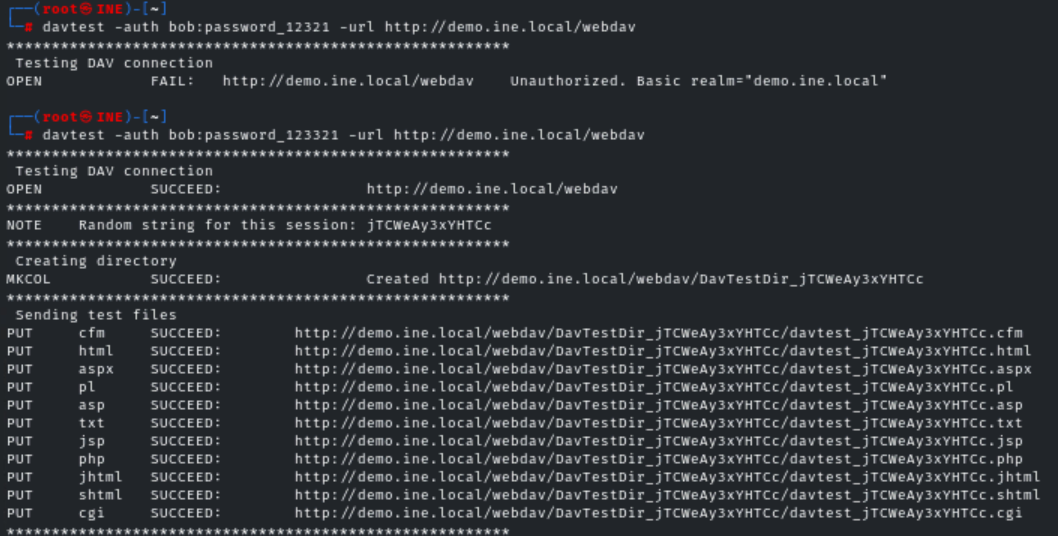 ┌──(root㉿INE)-[~]
└─# davtest -auth bob:password_12321 -url http://demo.ine.local/webdav
********************************************************
 Testing DAV connection
OPEN            FAIL:   http://demo.ine.local/webdav    Unauthorized. Basic realm="demo.ine.local"
┌──(root㉿INE)-[~]
└─# davtest -auth bob:password_123321 -url http://demo.ine.local/webdav
********************************************************
 Testing DAV connection
OPEN            SUCCEED:                http://demo.ine.local/webdav
********************************************************
NOTE    Random string for this session: jTCWeAy3xYHTCc
********************************************************
 Creating directory
MKCOL           SUCCEED:                Created http://demo.ine.local/webdav/DavTestDir_jTCWeAy3xYHTCc
********************************************************
 Sending test files
PUT     cfm     SUCCEED:        http://demo.ine.local/webdav/DavTestDir_jTCWeAy3xYHTCc/davtest_jTCWeAy3xYHTCc.cfm
PUT     html    SUCCEED:        http://demo.ine.local/webdav/DavTestDir_jTCWeAy3xYHTCc/davtest_jTCWeAy3xYHTCc.html
PUT     aspx    SUCCEED:        http://demo.ine.local/webdav/DavTestDir_jTCWeAy3xYHTCc/davtest_jTCWeAy3xYHTCc.aspx
PUT     pl      SUCCEED:        http://demo.ine.local/webdav/DavTestDir_jTCWeAy3xYHTCc/davtest_jTCWeAy3xYHTCc.pl
PUT     asp     SUCCEED:        http://demo.ine.local/webdav/DavTestDir_jTCWeAy3xYHTCc/davtest_jTCWeAy3xYHTCc.asp
PUT     txt     SUCCEED:        http://demo.ine.local/webdav/DavTestDir_jTCWeAy3xYHTCc/davtest_jTCWeAy3xYHTCc.txt
PUT     jsp     SUCCEED:        http://demo.ine.local/webdav/DavTestDir_jTCWeAy3xYHTCc/davtest_jTCWeAy3xYHTCc.jsp
PUT     php     SUCCEED:        http://demo.ine.local/webdav/DavTestDir_jTCWeAy3xYHTCc/davtest_jTCWeAy3xYHTCc.php
PUT     jhtml   SUCCEED:        http://demo.ine.local/webdav/DavTestDir_jTCWeAy3xYHTCc/davtest_jTCWeAy3xYHTCc.jhtml
PUT     shtml   SUCCEED:        http://demo.ine.local/webdav/DavTestDir_jTCWeAy3xYHTCc/davtest_jTCWeAy3xYHTCc.shtml
PUT     cgi     SUCCEED:        http://demo.ine.local/webdav/DavTestDir_jTCWeAy3xYHTCc/davtest_jTCWeAy3xYHTCc.cgi
********************************************************